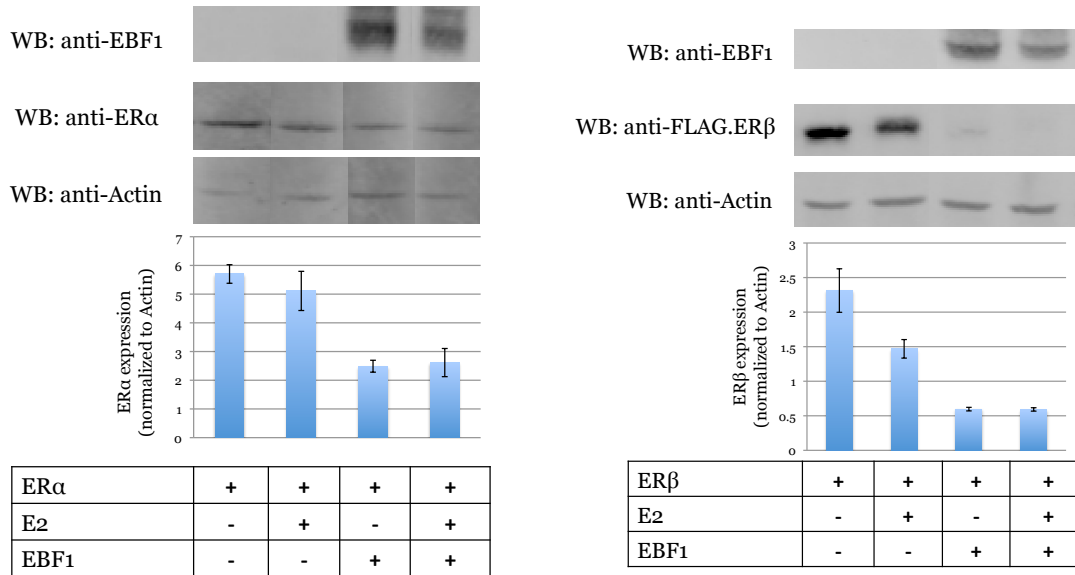 WB: anti-EBF1
WB: anti-ERα
WB: anti-Actin
7
6
5
4
3
2
1
0
ERα expression
(normalized to Actin)
ERα + + + +
E2 - + - +
EBF1 - - + +
WB: anti-EBF1
WB: anti-FLAG.ERβ
WB: anti-Actin
3
2.5
2
1.5
1
0.5
0
ERβ expression
(normalized to Actin)
ERβ + + + +
E2 - + - +
EBF1 - - + +